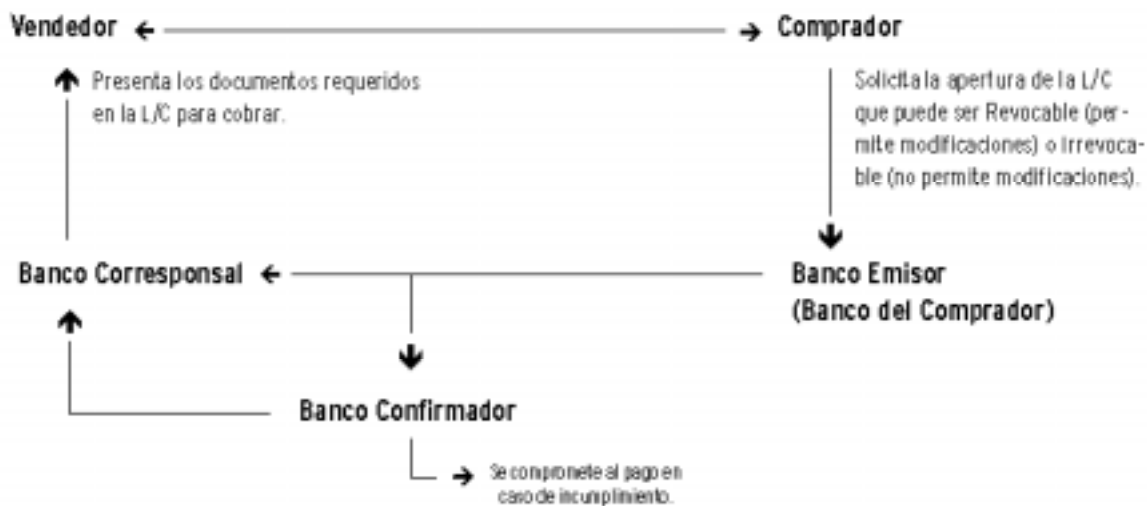 Vendedor
Comprador
Presenta los documentos requeridos
en la L/C para cobrar.
Solicita la apertura de la L/C
que puede ser Revocable (per-
mite modificaciones) o Irrevoca-
ble (no permite modificaciones).
Banco Corresponsal
Banco Emisor
(Banco del Comprador)
Banco Confirmador
Se compromete al pago en
caso de incumplimiento.